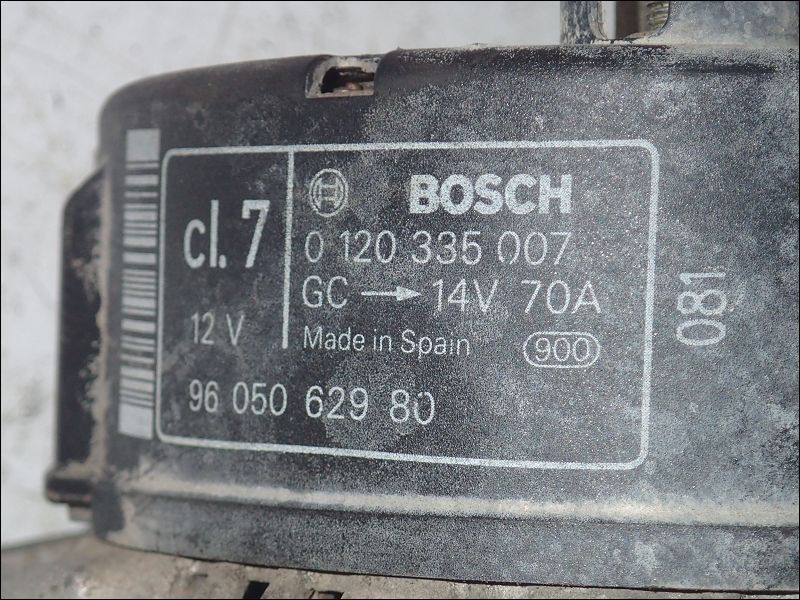 cl. 7
12 V
BOSCH
0 120 335 007
GC → 14V 70A
Made in Spain 900
96 050 629 80
081